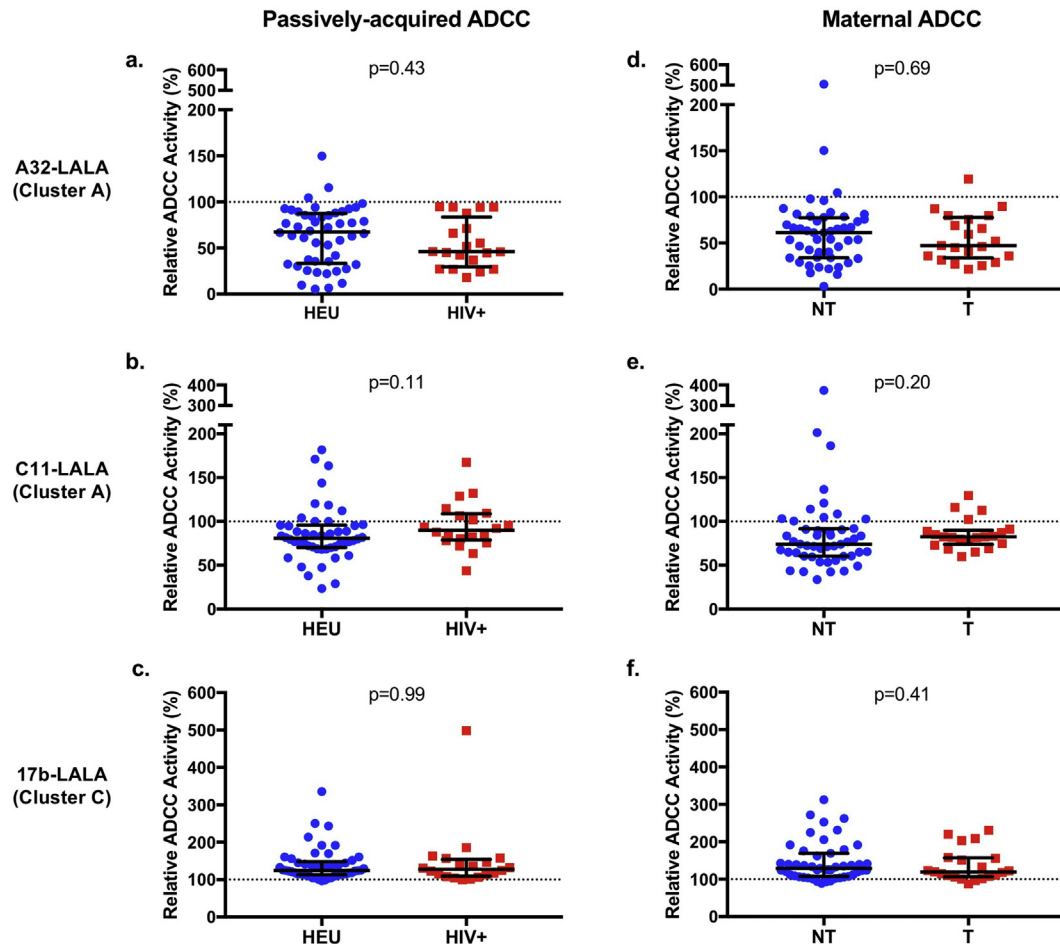 Passively-acquired ADCC
Maternal ADCC
a.
p=0.43
A32-LALA
(Cluster A)
Relative ADCC Activity (%)
600
500
200
150
100
50
0
HEU
HIV+
d.
p=0.69
Relative ADCC Activity (%)
600
500
200
150
100
50
0
NT
T
b.
p=0.11
C11-LALA
(Cluster A)
Relative ADCC Activity (%)
400
300
200
150
100
50
0
HEU
HIV+
e.
p=0.20
Relative ADCC Activity (%)
400
300
200
150
100
50
0
NT
T
c.
p=0.99
17b-LALA
(Cluster C)
Relative ADCC Activity (%)
600
500
400
300
200
100
0
HEU
HIV+
f.
p=0.41
Relative ADCC Activity (%)
600
500
400
300
200
100
0
NT
T